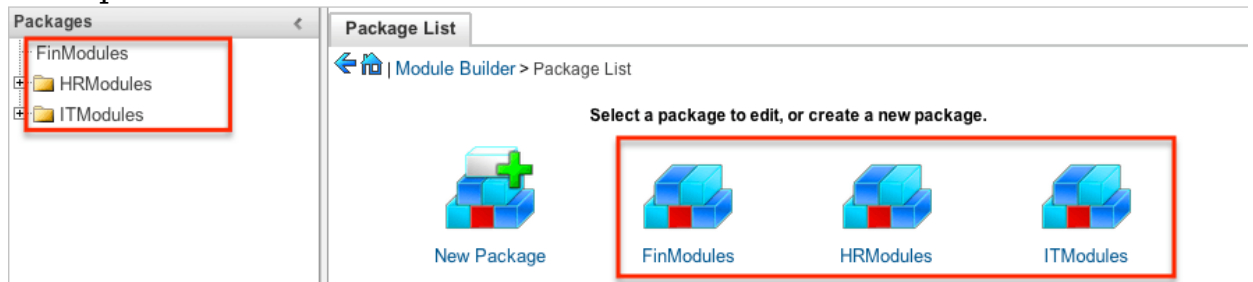 Packages
FinModules
HRModules
ITModules
Package List
| Module Builder > Package List
Select a package to edit, or create a new package.
New Package FinModules HRModules ITModules